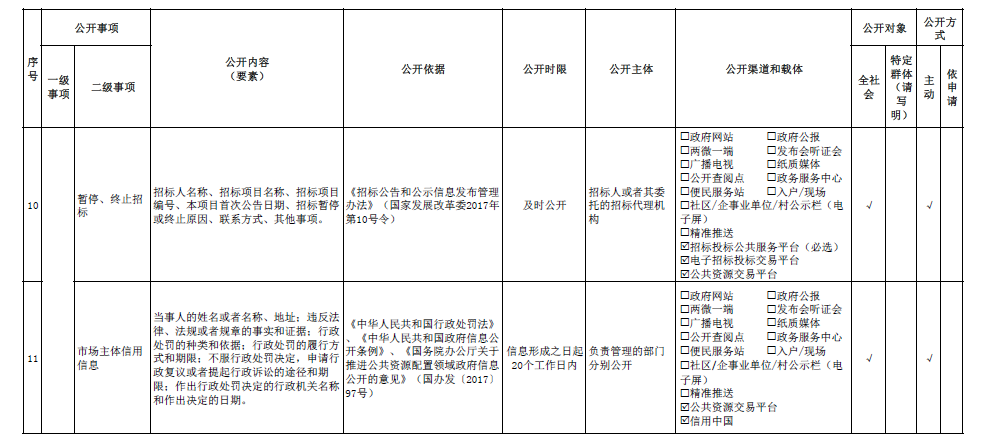 序号
公开事项
一级事项
二级事项
公开内容
（要素）
公开依据
公开时限
公开主体
公开渠道和载体
公开对象
全社会
特定群体（请写明）
公开方式
主动
依申请
10
暂停、终止招
标
招标人名称、招标项目名称、招标项目
编号、本项目首次公告日期、招标暂停
或终止原因、联系方式、其他事项。
《招标公告和公示信息发布管理
办法》（国家发展改革委2017年
第10号令）
及时公开
招标人或者其委
托的招标代理机
构
☐政府网站 ☐政府公报
☐两微一端 ☐发布会听证会
☐广播电视 ☐纸质媒体
☐公开查阅点 ☐政务服务中心
☐便民服务站 ☐入户/现场
☐社区/企事业单位/村公示栏（电
子屏）
☐精准推送
☑招标投标公共服务平台（必选）
☑电子招标投标交易平台
☑公共资源交易平台
√
√
11
市场主体信用
信息
当事人的姓名或者名称、地址；违反法
律、法规或者规章的事实和证据；行政
处罚的种类和依据；行政处罚的履行方
式和期限；不服行政处罚决定，申请行
政复议或者提起行政诉讼的途径和期
限；作出行政处罚决定的行政机关名称
和作出决定的日期。
《中华人民共和国行政处罚法》
、《中华人民共和国政府信息公
开条例》、《国务院办公厅关于
推进公共资源配置领域政府信息
公开的意见》（国办发〔2017〕
97号）
信息形成之日起
20个工作日内
负责管理的部门
分别公开
☐政府网站 ☐政府公报
☐两微一端 ☐发布会听证会
☐广播电视 ☐纸质媒体
☐公开查阅点 ☐政务服务中心
☐便民服务站 ☐入户/现场
☐社区/企事业单位/村公示栏（电
子屏）
☐精准推送
☑公共资源交易平台
☑信用中国
√
√